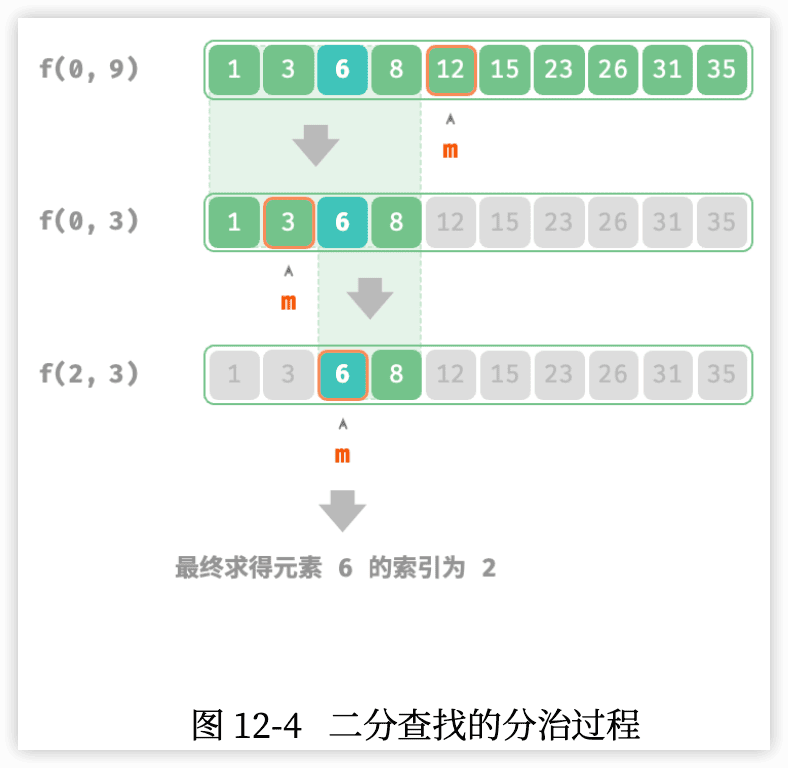 f(0, 9) 1 3 6 8 12 15 23 26 31 35
m
f(0, 3) 1 3 6 8 12 15 23 26 31 35
m
f(2, 3) 1 3 6 8 12 15 23 26 31 35
m
最终求得元素 6 的索引为 2
图 12-4 二分查找的分治过程